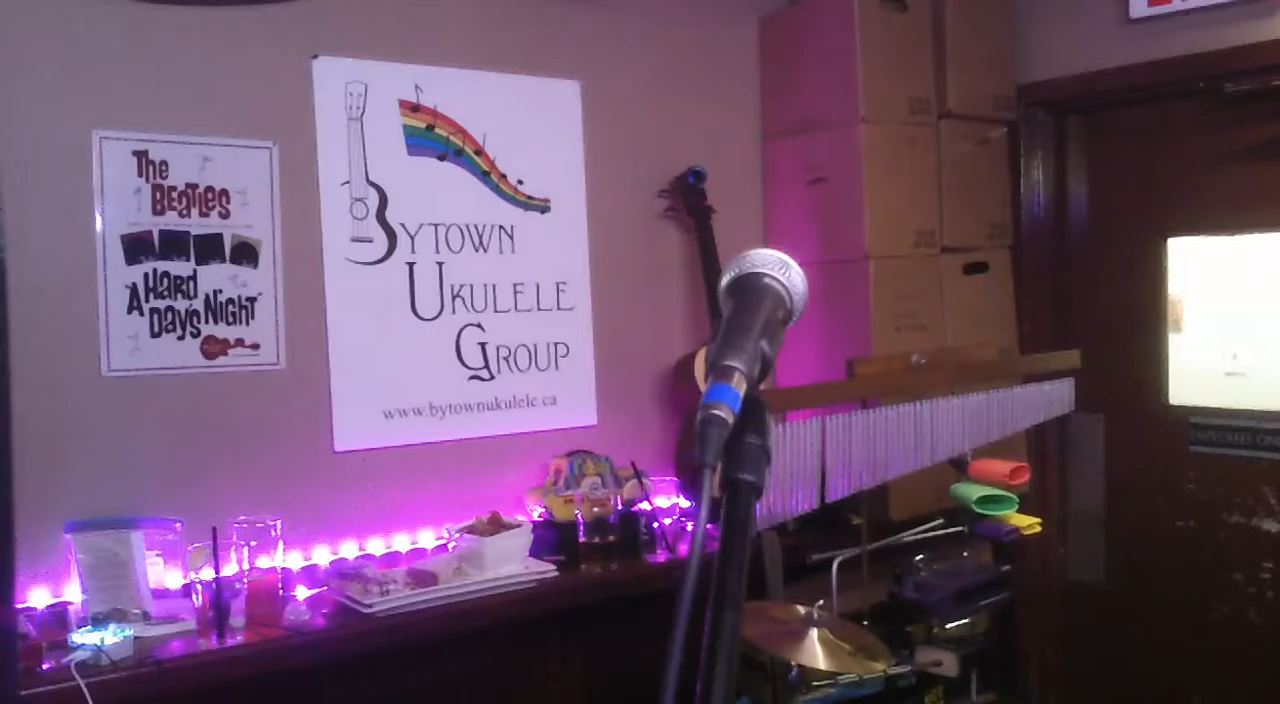 The
BEATLES
A HARD
DAY'S NIGHT
BYTOWN
UKULELE
GROUP
www.bytownukulele.ca